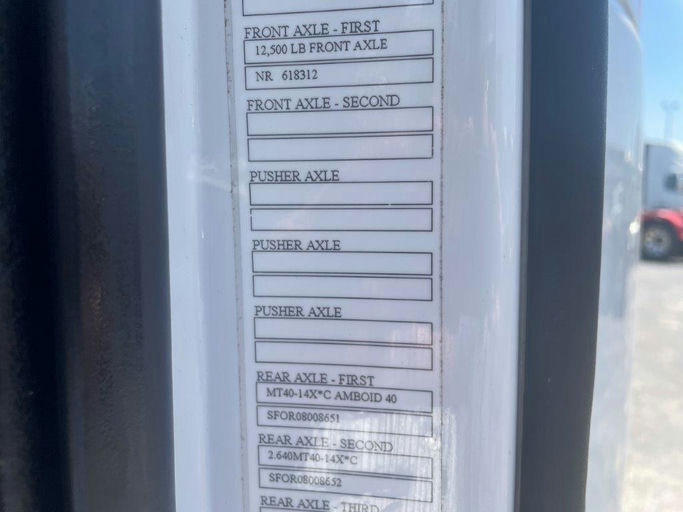 FRONT AXLE - FIRST
12,500 LB FRONT AXLE
NR 618312
FRONT AXLE - SECOND
PUSHER AXLE
PUSHER AXLE
PUSHER AXLE
REAR AXLE - FIRST
MT40-14X*C AMBOID 40
SFOR08008651
REAR AXLE - SECOND
2.640MT40-14X*C
SFOR08008652
REAR AXLE - THIRD